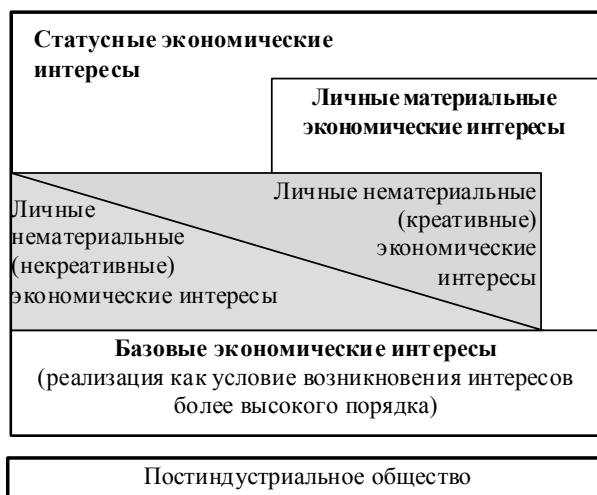 Статусные экономические
интересы
Личные материальные
экономические интересы
Личные нематериальные
(креативные)
экономические
интересы
Личные
нематериальные
(некреативные)
экономические интересы
Базовые экономические интересы
(реализация как условие возникновения интересов
более высокого порядка)
Постиндустриальное общество